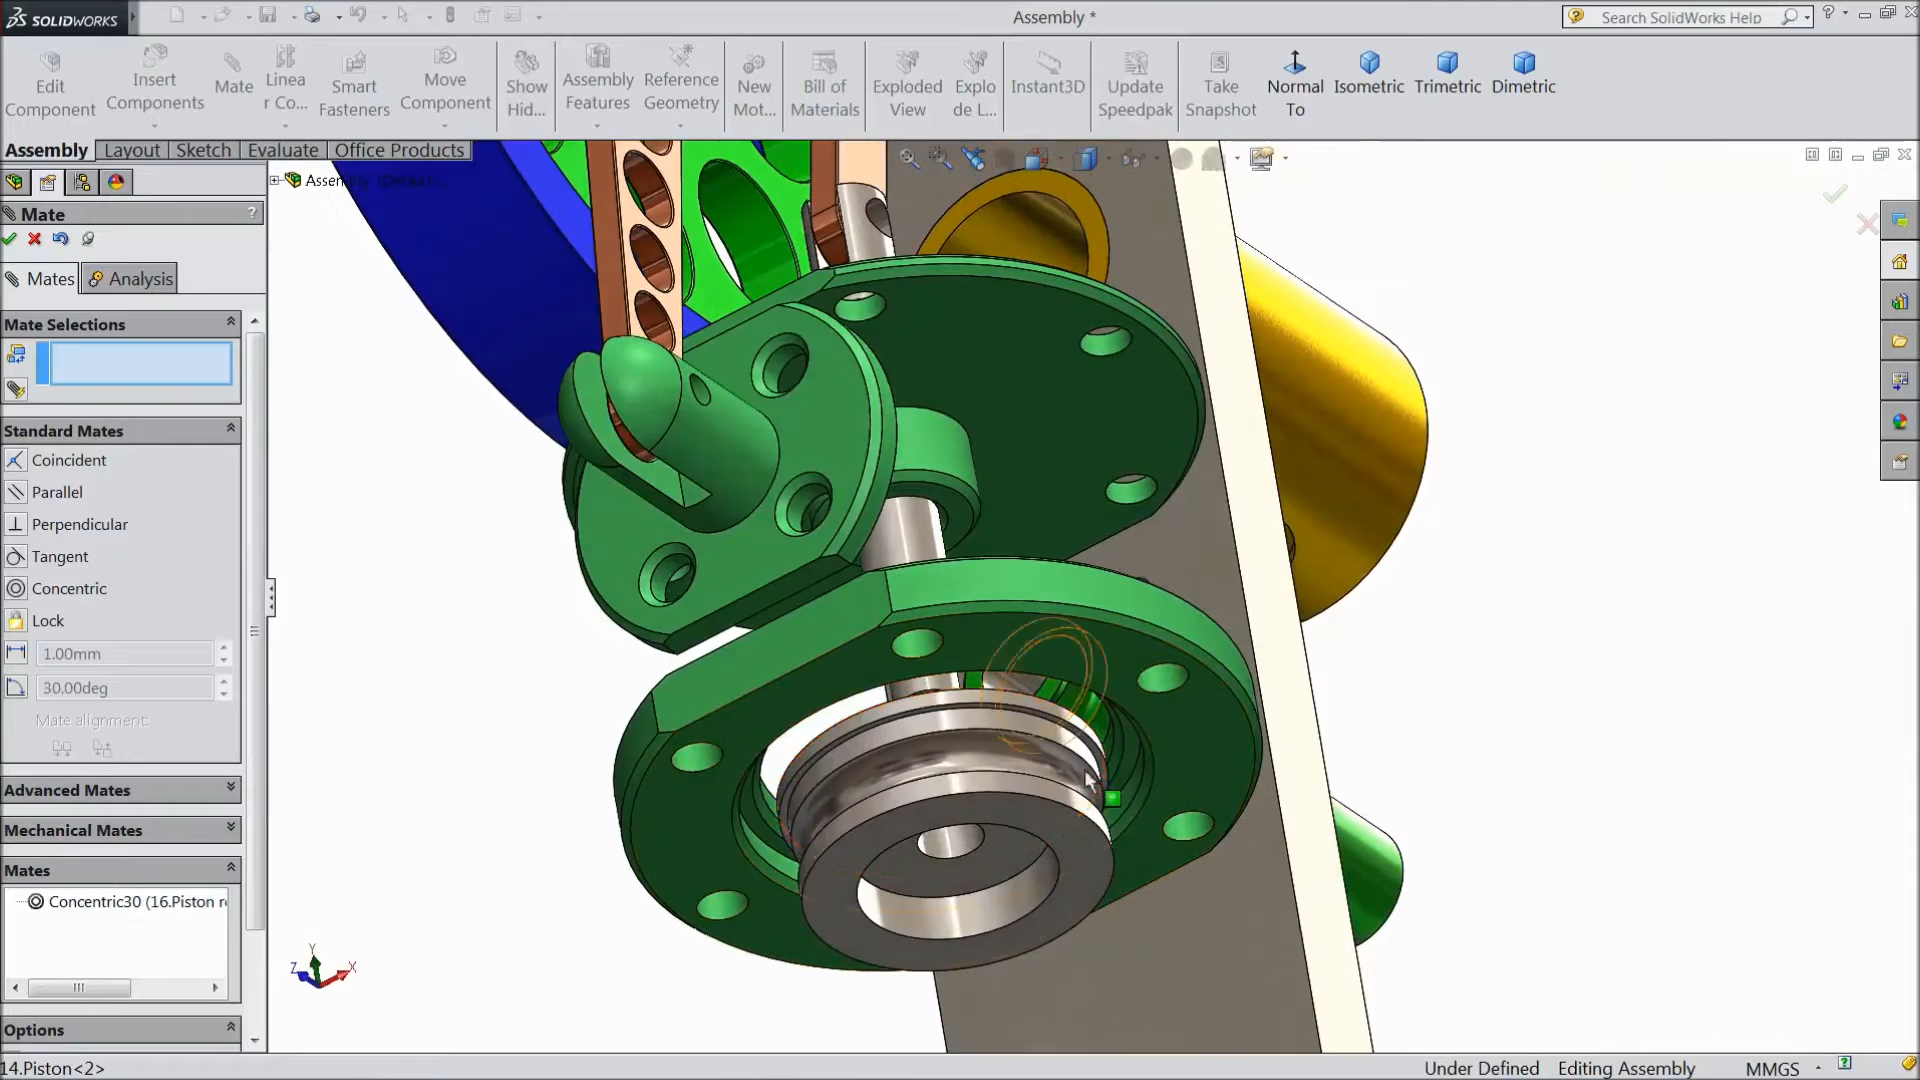 SOLIDWORKS
Assembly *
Search SolidWorks Help
Edit Component
Insert Components
Mate
Linea r Co...
Smart Fasteners
Move Component
Show Hid...
Assembly Features
Reference Geometry
New Mot...
Bill of Materials
Exploded View
Explo de L...
Instant3D
Update Speedpak
Take Snapshot
Normal To
Isometric
Trimetric
Dimetric
Assembly
Layout
Sketch
Evaluate
Office Products
Mate
?
Mates
Analysis
Mate Selections
Standard Mates
Coincident
Parallel
Perpendicular
Tangent
Concentric
Lock
1.00mm
30.00deg
Mate alignment:
Advanced Mates
Mechanical Mates
Mates
Concentric30 (16.Piston r
Options
Y
Z
X
14.Piston<2>
Under Defined
Editing Assembly
MMGS